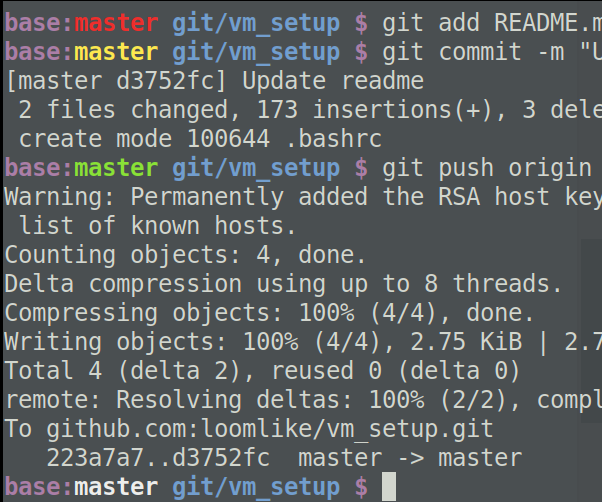 base:master git/vm_setup $ git add README.m
base:master git/vm_setup $ git commit -m "U
[master d3752fc] Update readme
 2 files changed, 173 insertions(+), 3 dele
 create mode 100644 .bashrc
base:master git/vm_setup $ git push origin
Warning: Permanently added the RSA host key
 list of known hosts.
Counting objects: 4, done.
Delta compression using up to 8 threads.
Compressing objects: 100% (4/4), done.
Writing objects: 100% (4/4), 2.75 KiB | 2.7
Total 4 (delta 2), reused 0 (delta 0)
remote: Resolving deltas: 100% (2/2), compl
To github.com:loomlike/vm_setup.git
   223a7a7..d3752fc  master -> master
base:master git/vm_setup $